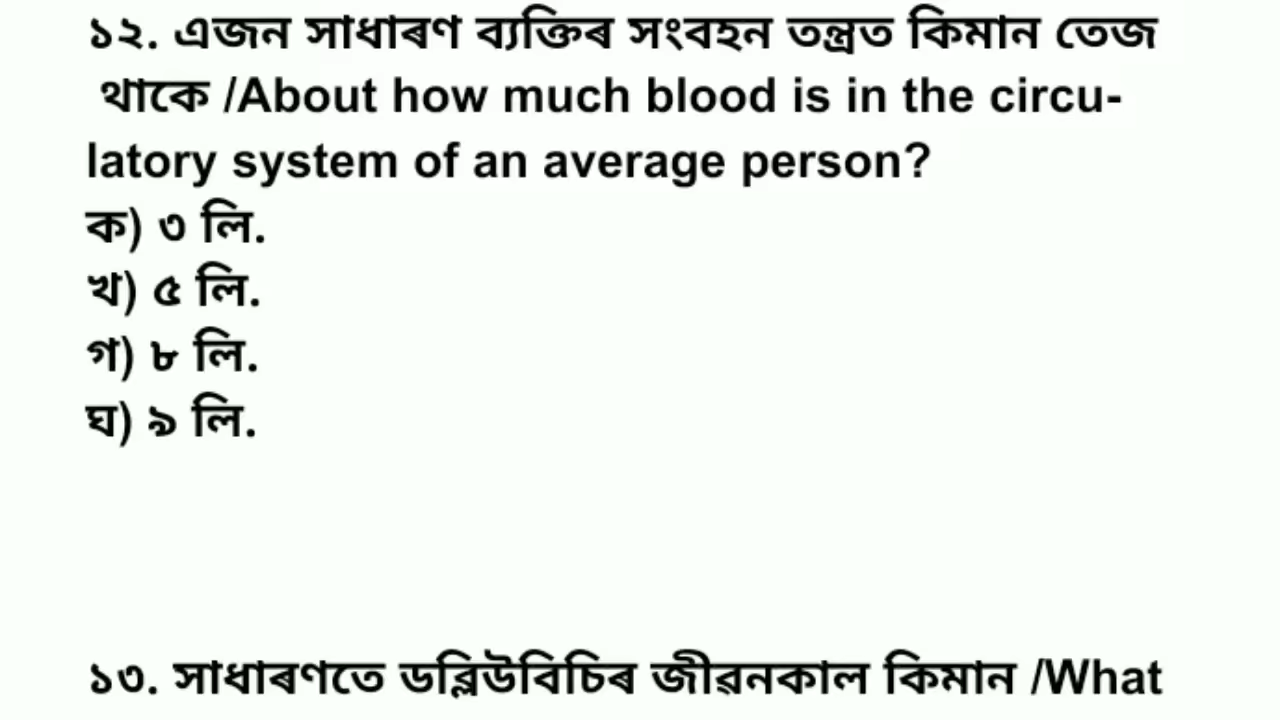 ১২. এজন সাধাৰণ ব্যক্তিৰ সংবহন তন্ত্ৰত কিমান তেজ
থাকে /About how much blood is in the circu-
latory system of an average person?
ক) ৩ লি.
খ) ৫ লি.
গ) ৮ লি.
ঘ) ৯ লি.
১৩. সাধাৰণতে ডব্লিউবিচিৰ জীৱনকাল কিমান /What